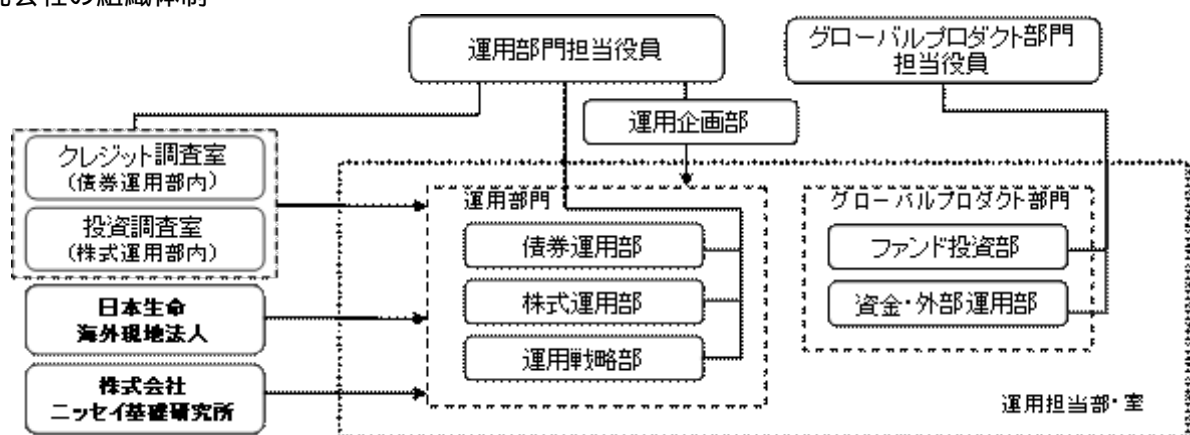 会社の組織体制
運用部門担当役員
グローバルプロダクト部門
担当役員
運用企画部
クレジット調査室
(債券運用部内)
投資調査室
(株式運用部内)
日本生命
海外現地法人
株式会社
ニッセイ基礎研究所
運用部門
債券運用部
株式運用部
運用戦略部
グローバルプロダクト部門
ファンド投資部
資金・外部運用部
運用担当部・室